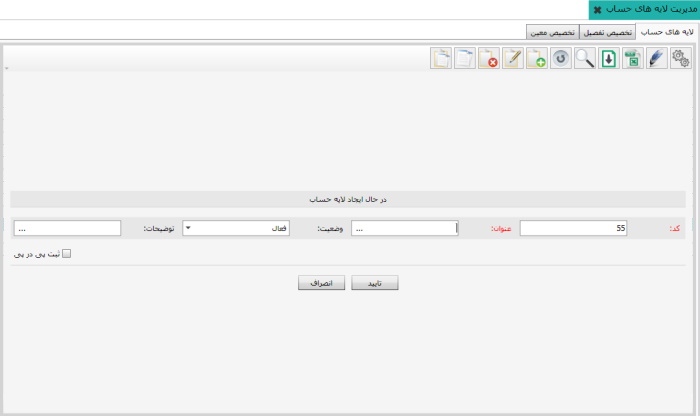 مدیریت لایه های حساب
لایه های حساب تخصیص تفصیل تخصیص معین
در حال ایجاد لایه حساب
کد: 55 عنوان: ... وضعیت: فعال توضیحات: ...
ثبت پی در پی
تایید انصراف